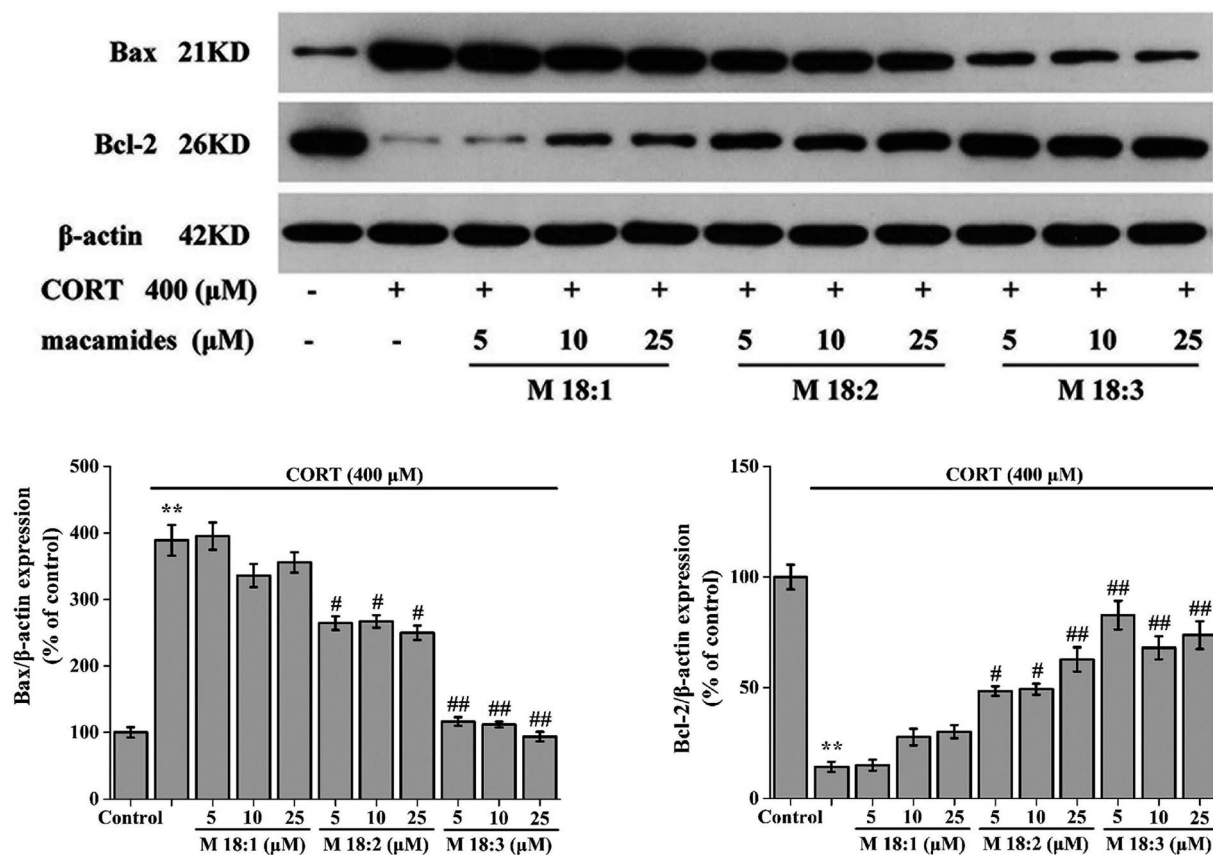 Bax 21KD
Bcl-2 26KD
β-actin 42KD
CORT 400 (μM) - + + + + + + + + + +
macamides (μM) - - 5 10 25 5 10 25 5 10 25
M 18:1 M 18:2 M 18:3
Bax/β-actin expression
(% of control)
500
400
300
200
100
0
CORT (400 μM)
**
# # #
## ## ##
Control 5 10 25 5 10 25 5 10 25
M 18:1 (μM) M 18:2 (μM) M 18:3 (μM)
Bcl-2/β-actin expression
(% of control)
150
100
50
0
CORT (400 μM)
**
# # ##
## ## ##
Control 5 10 25 5 10 25 5 10 25
M 18:1 (μM) M 18:2 (μM) M 18:3 (μM)